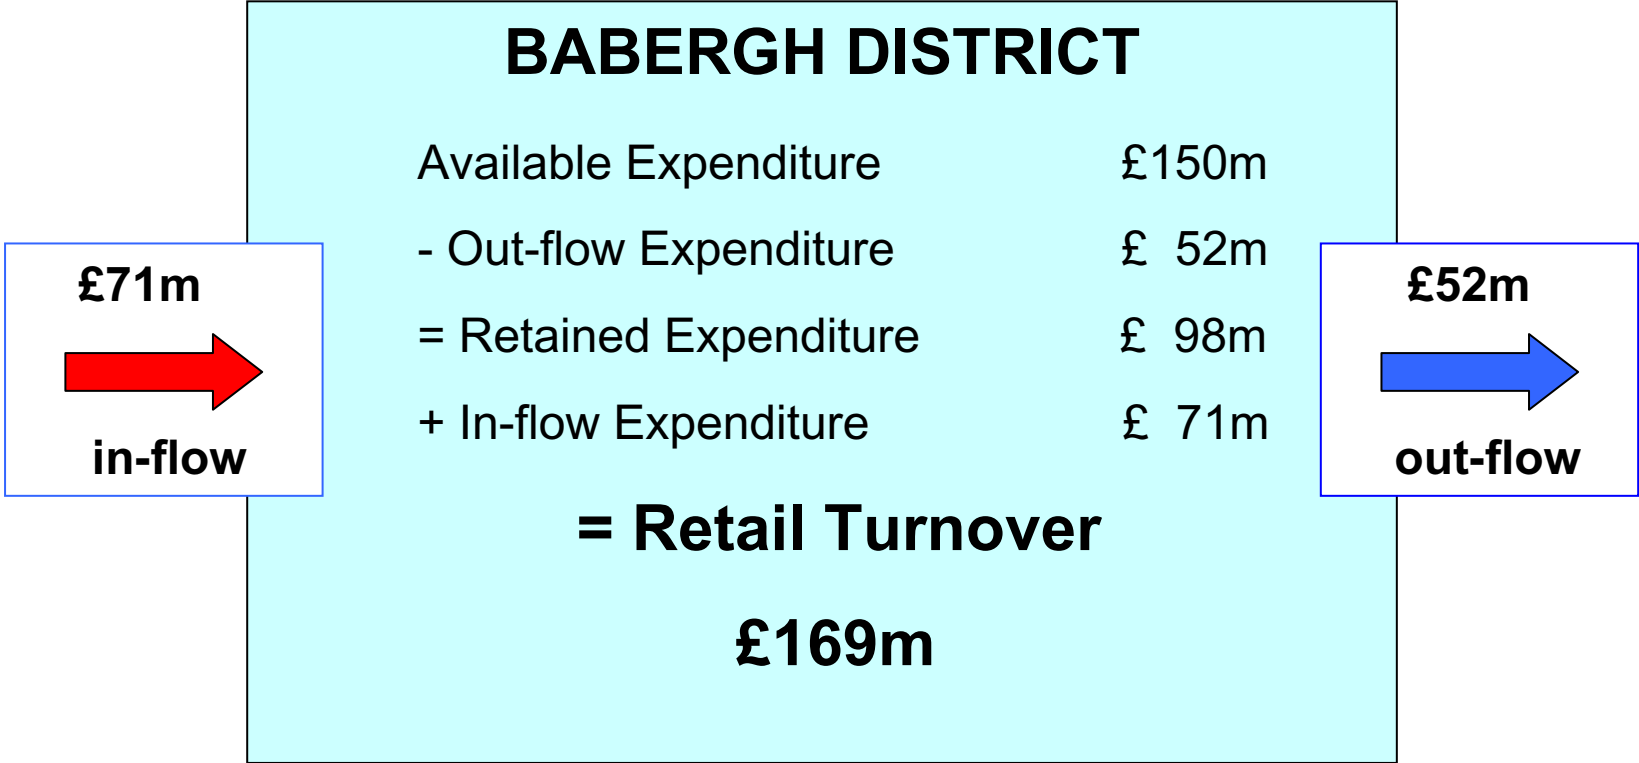 BABERGH DISTRICT
Available Expenditure £150m
- Out-flow Expenditure £ 52m
= Retained Expenditure £ 98m
+ In-flow Expenditure £ 71m
= Retail Turnover
£169m
£71m
in-flow
£52m
out-flow